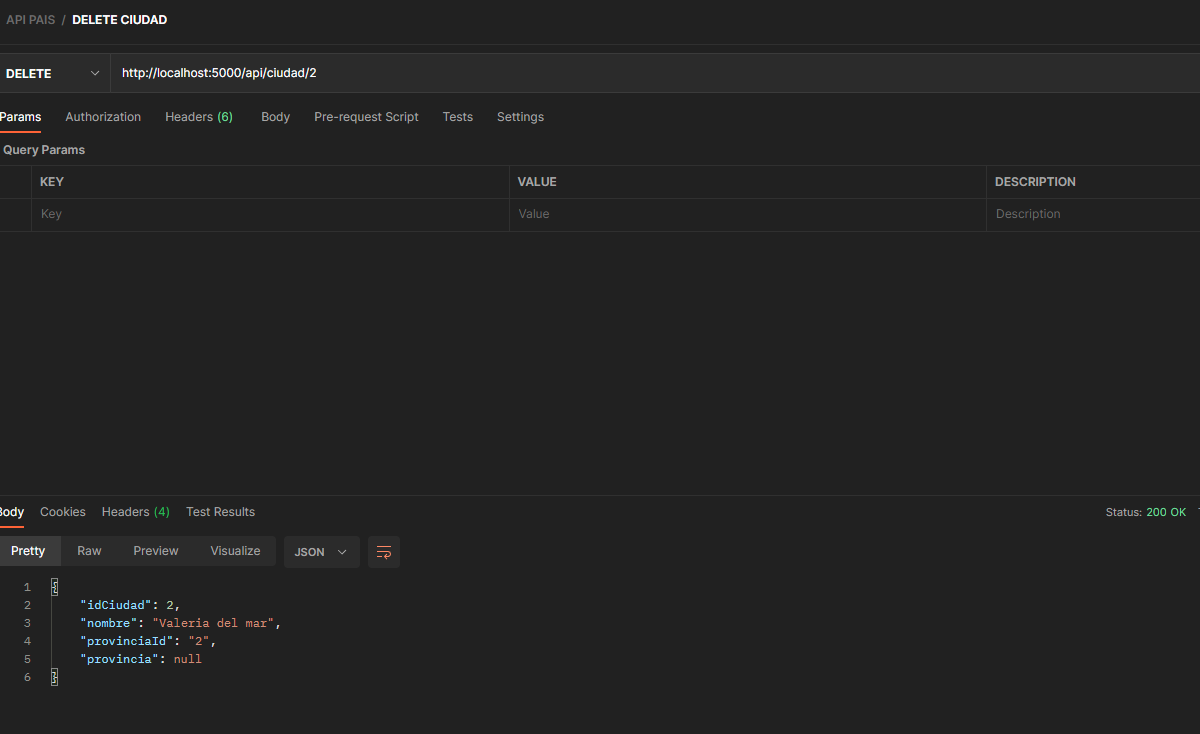 API PAIS / DELETE CIUDAD
DELETE http://localhost:5000/api/ciudad/2
Params Authorization Headers (6) Body Pre-request Script Tests Settings
Query Params
KEY VALUE DESCRIPTION
Key Value Description
Body Cookies Headers (4) Test Results Status: 200 OK
Pretty Raw Preview Visualize JSON
1 {
2 "idCiudad": 2,
3 "nombre": "Valeria del mar",
4 "provinciaId": "2",
5 "provincia": null
6 }